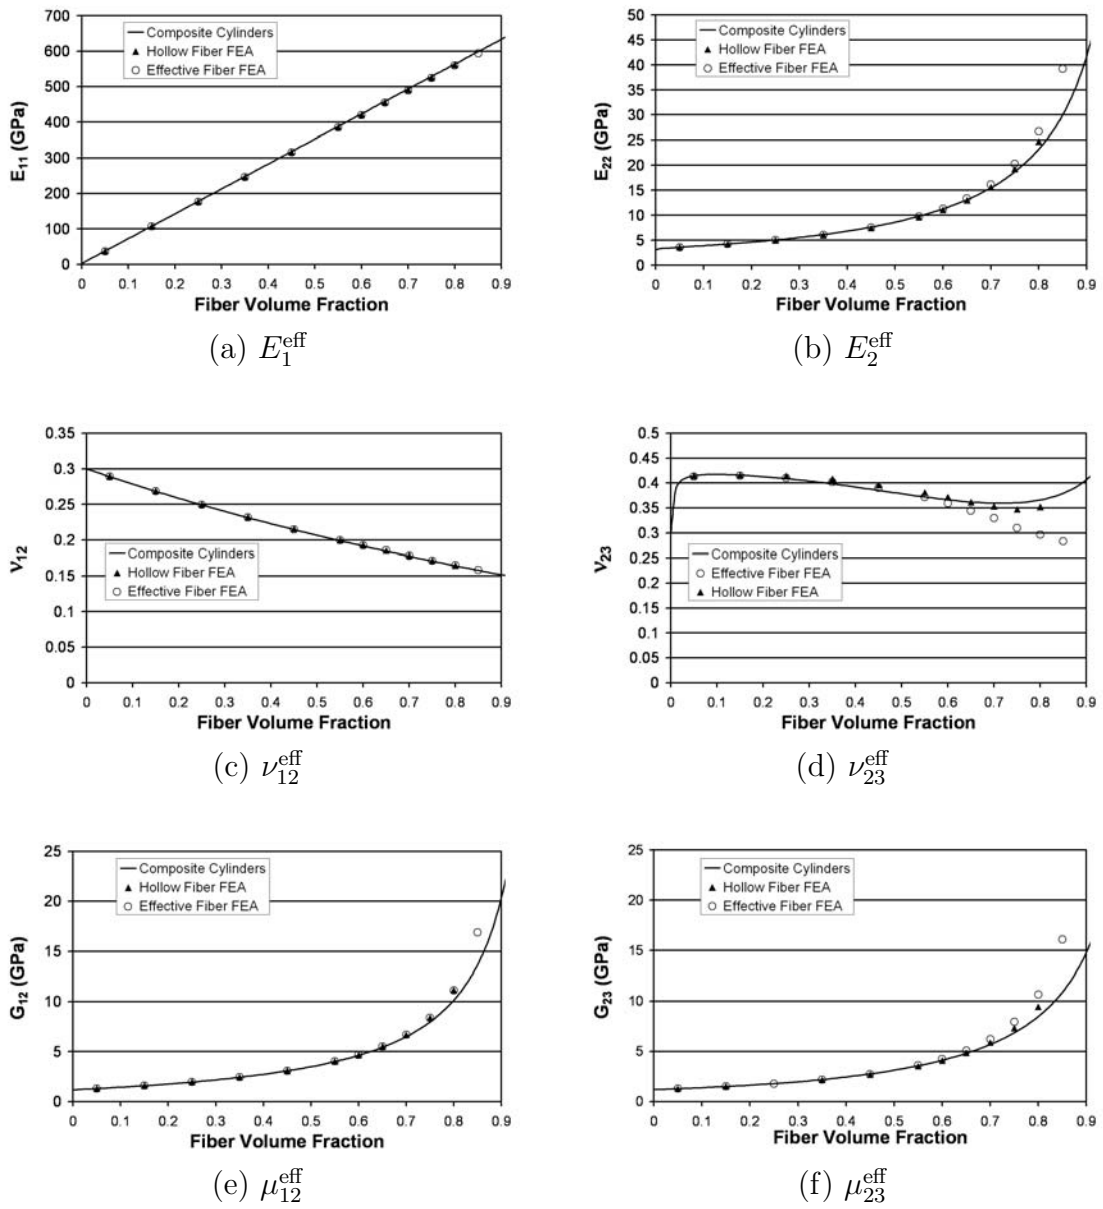 700
600
500
400
300
200
100
0
E11 (GPa)
Composite Cylinders
Hollow Fiber FEA
Effective Fiber FEA
0 0.1 0.2 0.3 0.4 0.5 0.6 0.7 0.8 0.9
Fiber Volume Fraction
(a) E_1^eff
50
45
40
35
30
25
20
15
10
5
0
E22 (GPa)
Composite Cylinders
Hollow Fiber FEA
Effective Fiber FEA
0 0.1 0.2 0.3 0.4 0.5 0.6 0.7 0.8 0.9
Fiber Volume Fraction
(b) E_2^eff
0.35
0.3
0.25
0.2
0.15
0.1
0.05
0
ν12
Composite Cylinders
Hollow Fiber FEA
Effective Fiber FEA
0 0.1 0.2 0.3 0.4 0.5 0.6 0.7 0.8 0.9
Fiber Volume Fraction
(c) ν_12^eff
0.5
0.45
0.4
0.35
0.3
0.25
0.2
0.15
0.1
0.05
0
ν23
Composite Cylinders
Effective Fiber FEA
Hollow Fiber FEA
0 0.1 0.2 0.3 0.4 0.5 0.6 0.7 0.8 0.9
Fiber Volume Fraction
(d) ν_23^eff
25
20
15
10
5
0
G12 (GPa)
Composite Cylinders
Hollow Fiber FEA
Effective Fiber FEA
0 0.1 0.2 0.3 0.4 0.5 0.6 0.7 0.8 0.9
Fiber Volume Fraction
(e) μ_12^eff
25
20
15
10
5
0
G23 (GPa)
Composite Cylinders
Hollow Fiber FEA
Effective Fiber FEA
0 0.1 0.2 0.3 0.4 0.5 0.6 0.7 0.8 0.9
Fiber Volume Fraction
(f) μ_23^eff